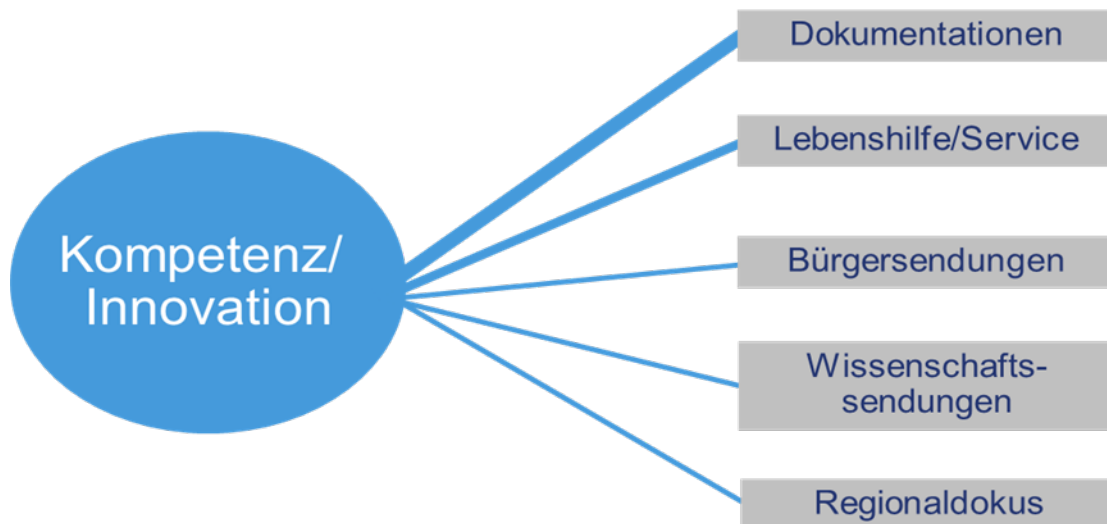 Dokumentationen
Lebenshilfe/Service
Kompetenz/
Innovation
Bürgersendungen
Wissenschafts-
sendungen
Regionaldokus